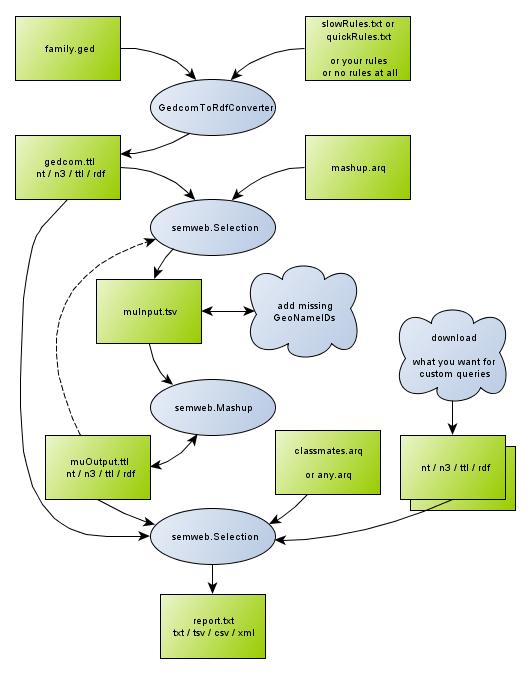 family.ged
slowRules.txt or
quickRules.txt
or your rules
or no rules at all
GedcomToRdfConverter
gedcom.ttl
nt / n3 / ttl / rdf
mashup.arq
semweb.Selection
muInput.tsv
add missing
GeoNameIDs
download
what you want for
custom queries
semweb.Mashup
muOutput.ttl
nt / n3 / ttl / rdf
classmates.arq
or any.arq
nt / n3 / ttl / rdf
semweb.Selection
report.txt
txt / tsv / csv / xml